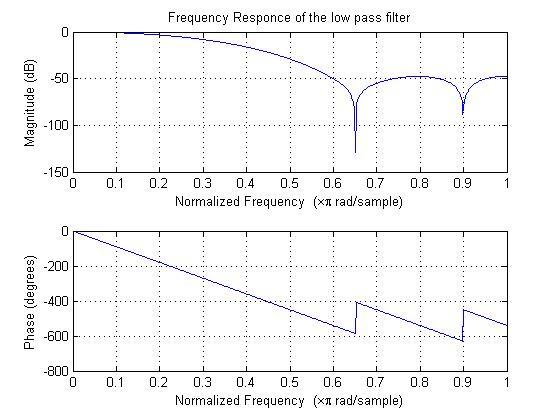 Frequency Responce of the low pass filter
Magnitude (dB)
0
-50
-100
-150
0 0.1 0.2 0.3 0.4 0.5 0.6 0.7 0.8 0.9 1
Normalized Frequency (×π rad/sample)
Phase (degrees)
0
-200
-400
-600
-800
0 0.1 0.2 0.3 0.4 0.5 0.6 0.7 0.8 0.9 1
Normalized Frequency (×π rad/sample)